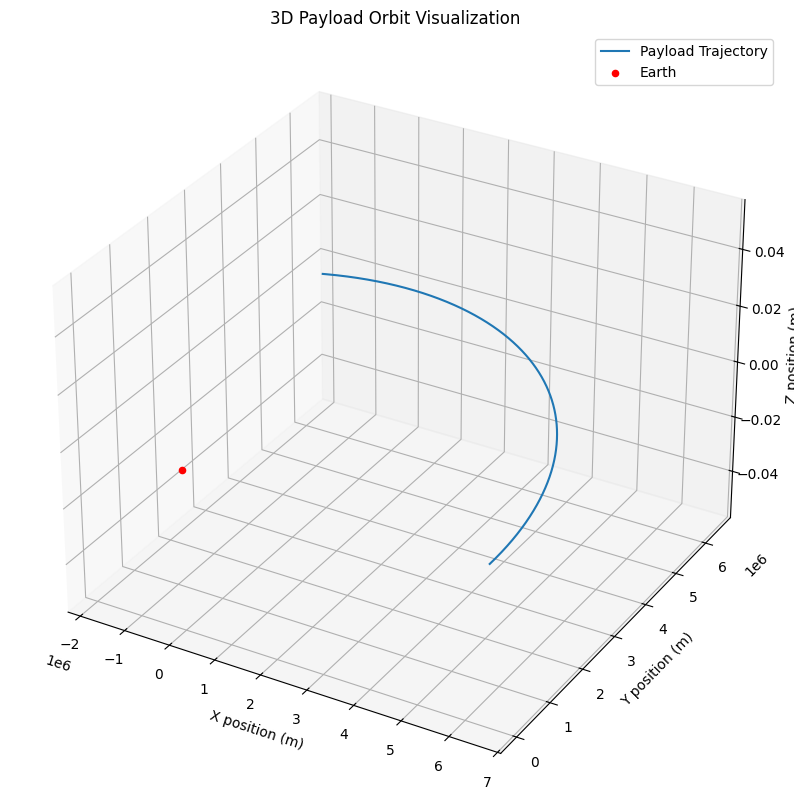 3D Payload Orbit Visualization
Payload Trajectory
Earth
0.04
0.02
0.00
−0.02
−0.04
Z position (m)
−2
−1
0
1
2
3
4
5
6
7
1e6
X position (m)
0
1
2
3
4
5
6
1e6
Y position (m)